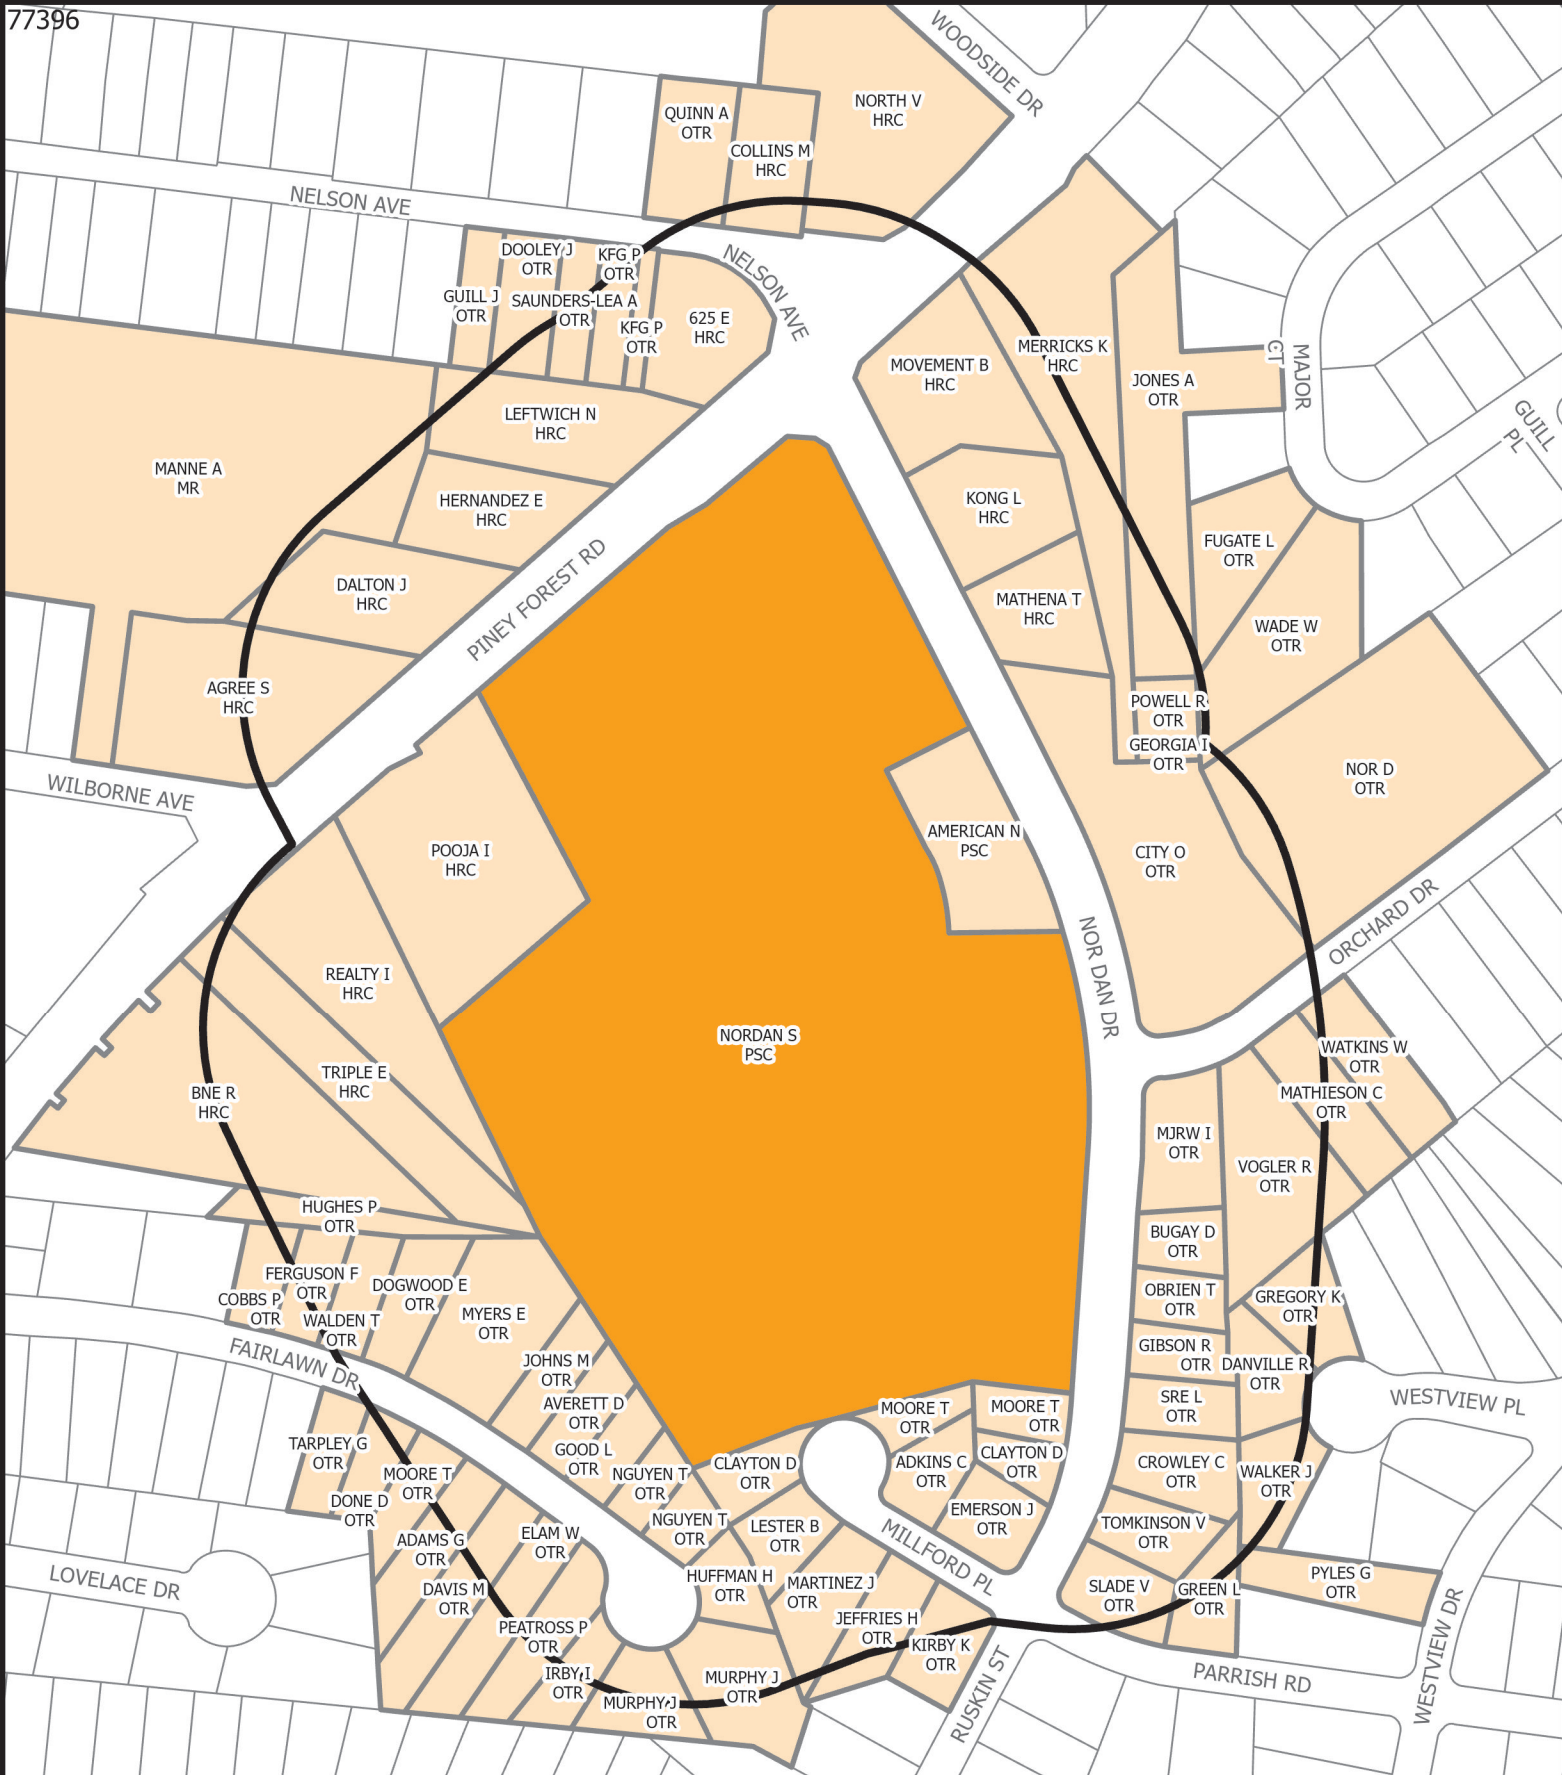 77396
WOODSIDE DR
NORTH V
HRC
QUINN A
OTR
COLLINS M
HRC
NELSON AVE
NELSON AVE
DOOLEY J
OTR
KFG P
OTR
GUILL J
OTR
SAUNDERS-LEA A
OTR
KFG P
OTR
625 E
HRC
MOVEMENT B
HRC
MERRICKS K
HRC
JONES A
OTR
MAJOR
CT
GUILL
PL
LEFTWICH N
HRC
MANNE A
MR
HERNANDEZ E
HRC
KONG L
HRC
FUGATE L
OTR
DALTON J
HRC
PINEY FOREST RD
MATHENA T
HRC
WADE W
OTR
AGREE S
HRC
POWELL R
OTR
GEORGIA I
OTR
NOR D
OTR
WILBORNE AVE
POOJA I
HRC
AMERICAN N
PSC
CITY O
OTR
ORCHARD DR
NOR DAN DR
REALTY I
HRC
NORDAN S
PSC
WATKINS W
OTR
TRIPLE E
HRC
BNE R
HRC
MATHIESON C
OTR
MJRW I
OTR
VOGLER R
OTR
HUGHES P
OTR
BUGAY D
OTR
FERGUSON F
OTR
COBBS P
OTR
DOGWOOD E
OTR
WALDEN T
OTR
MYERS E
OTR
OBRIEN T
OTR
GREGORY K
OTR
FAIRLAWN DR
JOHNS M
OTR
GIBSON R
OTR
DANVILLE R
OTR
AVERETT D
OTR
MOORE T
OTR
MOORE T
OTR
SRE L
OTR
WESTVIEW PL
TARPLEY G
OTR
GOOD L
OTR
NGUYEN T
OTR
CLAYTON D
OTR
ADKINS C
OTR
CLAYTON D
OTR
CROWLEY C
OTR
WALKER J
OTR
MOORE T
OTR
DONE D
OTR
NGUYEN T
OTR
LESTER B
OTR
EMERSON J
OTR
TOMKINSON V
OTR
ADAMS G
OTR
ELAM W
OTR
MILLFORD PL
LOVELACE DR
DAVIS M
OTR
HUFFMAN H
OTR
MARTINEZ J
OTR
SLADE V
OTR
GREEN L
OTR
PYLES G
OTR
PEATROSS P
OTR
JEFFRIES H
OTR
KIRBY K
OTR
IRBY I
OTR
MURPHY J
OTR
MURPHY J
OTR
RUSKIN ST
PARRISH RD
WESTVIEW DR